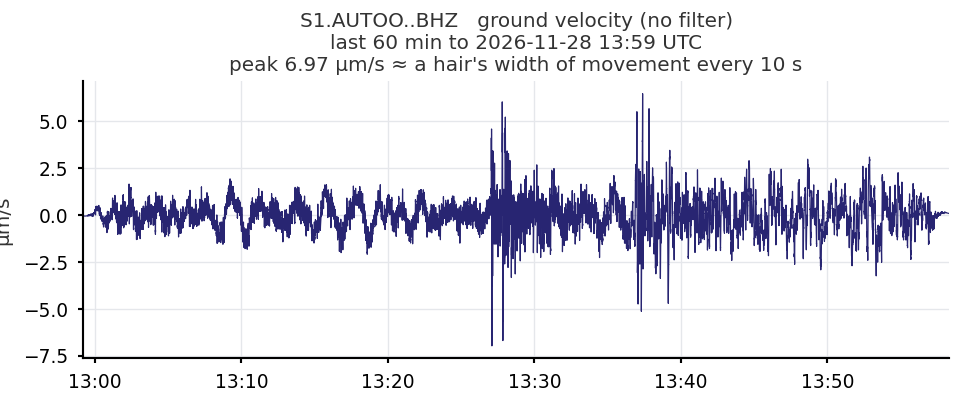 S1.AUTOO..BHZ   ground velocity (no filter)
last 60 min to 2026-11-28 13:59 UTC
peak 6.97 µm/s ≈ a hair's width of movement every 10 s
µm/s
5.0
2.5
0.0
−2.5
−5.0
−7.5
13:00 13:10 13:20 13:30 13:40 13:50